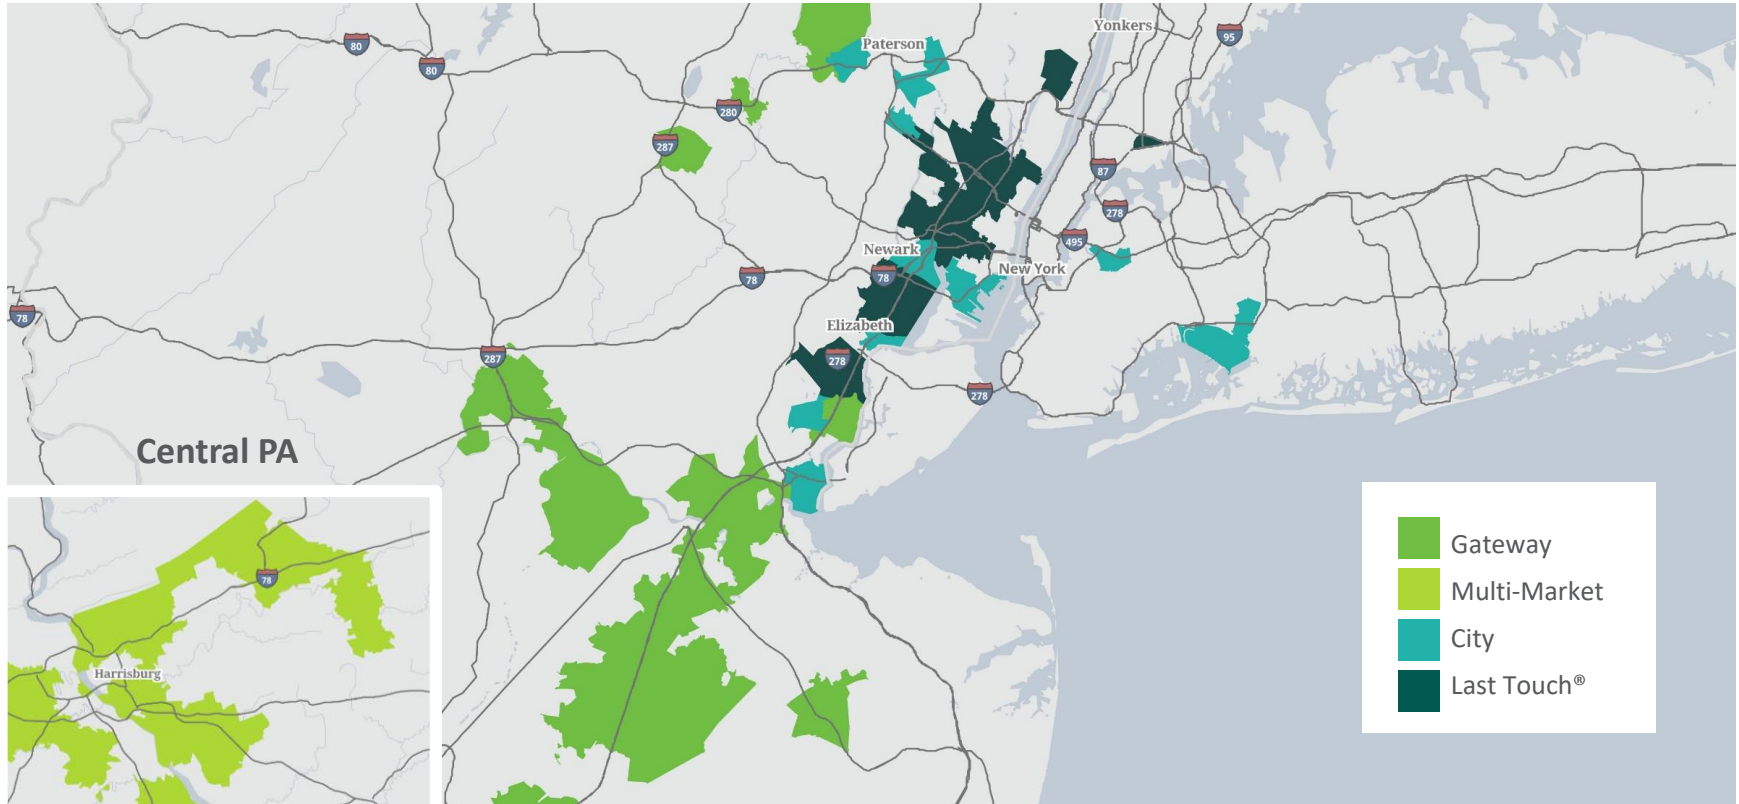 Yonkers
95
80
Paterson
80
280
287
87
278
495
Newark
New York
78
78
78
Elizabeth
287
278
278
Central PA
78
Harrisburg
Gateway
Multi-Market
City
Last Touch®